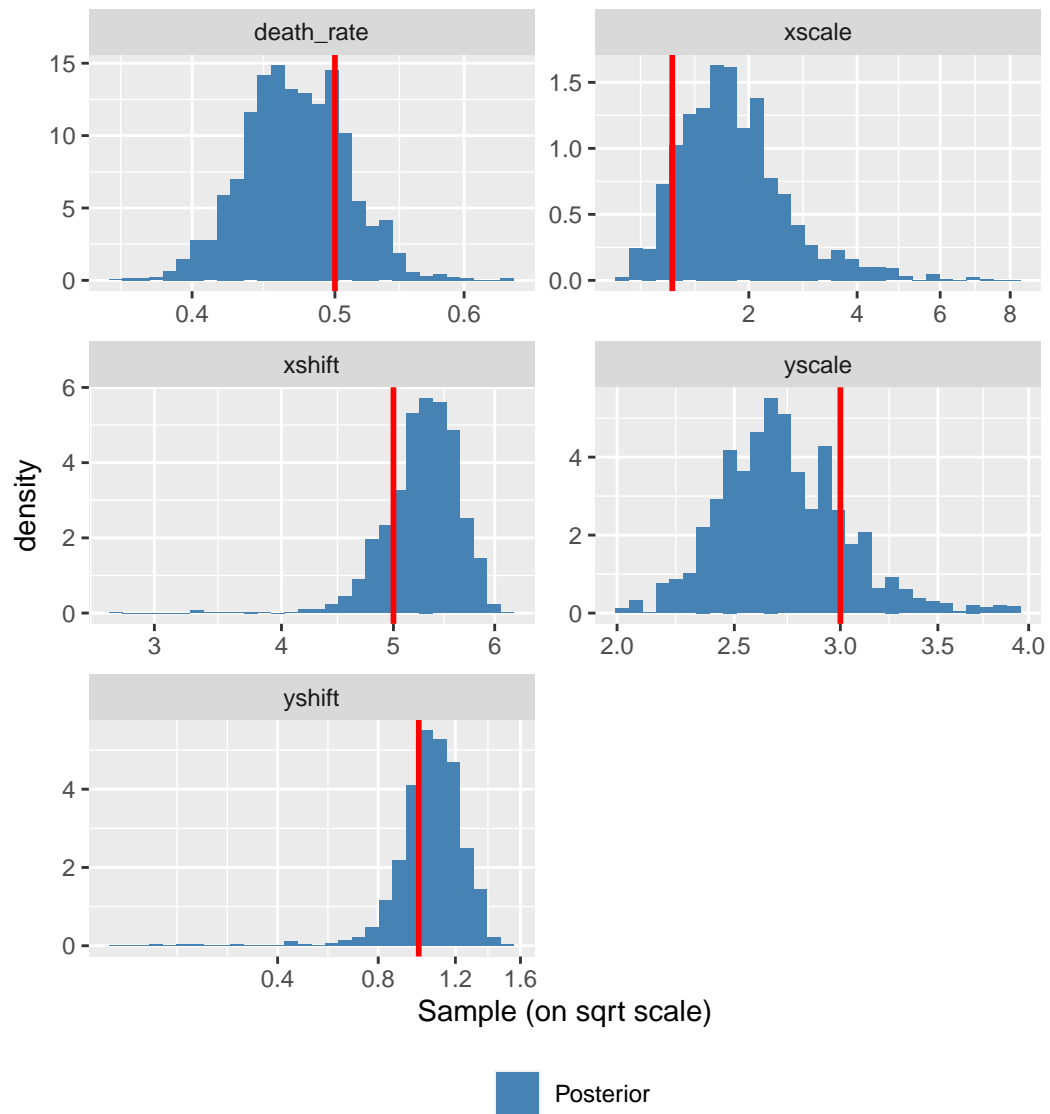 death_rate
xscale
15
10
5
0
0.4 0.5 0.6
1.5
1.0
0.5
0.0
2 4 6 8
xshift
yscale
6
4
2
0
3 4 5 6
4
2
0
2.0 2.5 3.0 3.5 4.0
density
yshift
4
2
0
0.4 0.8 1.2 1.6
Sample (on sqrt scale)
Posterior